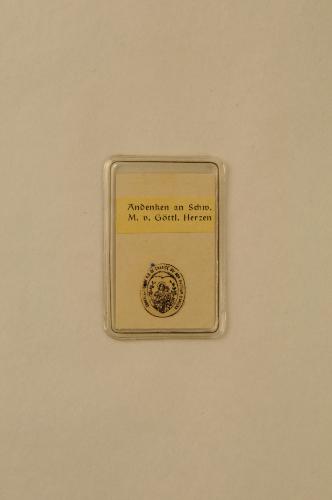 Andenken an Schw.
M. v. Göttl. Herzen